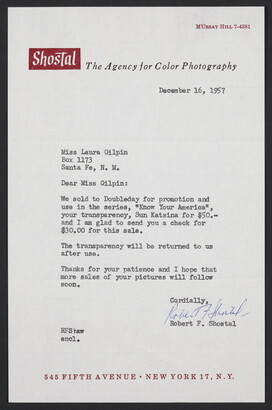 MUrray Hill 7-4381
Shostal The Agency for Color Photography
December 16, 1957
Miss Laura Gilpin
Box 1173
Santa Fe, N. M.
Dear Miss Gilpin:
We sold to Doubleday for promotion and
use in the series, "Know Your America",
your transparency, Sun Katsina for $50.-
and I am glad to send you a check for
$30.00 for this sale.
The transparency will be returned to us
after use.
Thanks for your patience and I hope that
more sales of your pictures will follow
soon.
Cordially,
Robert F Shostal
Robert F. Shostal
RFS:aw
encl.
545 FIFTH AVENUE • NEW YORK 17, N.Y.